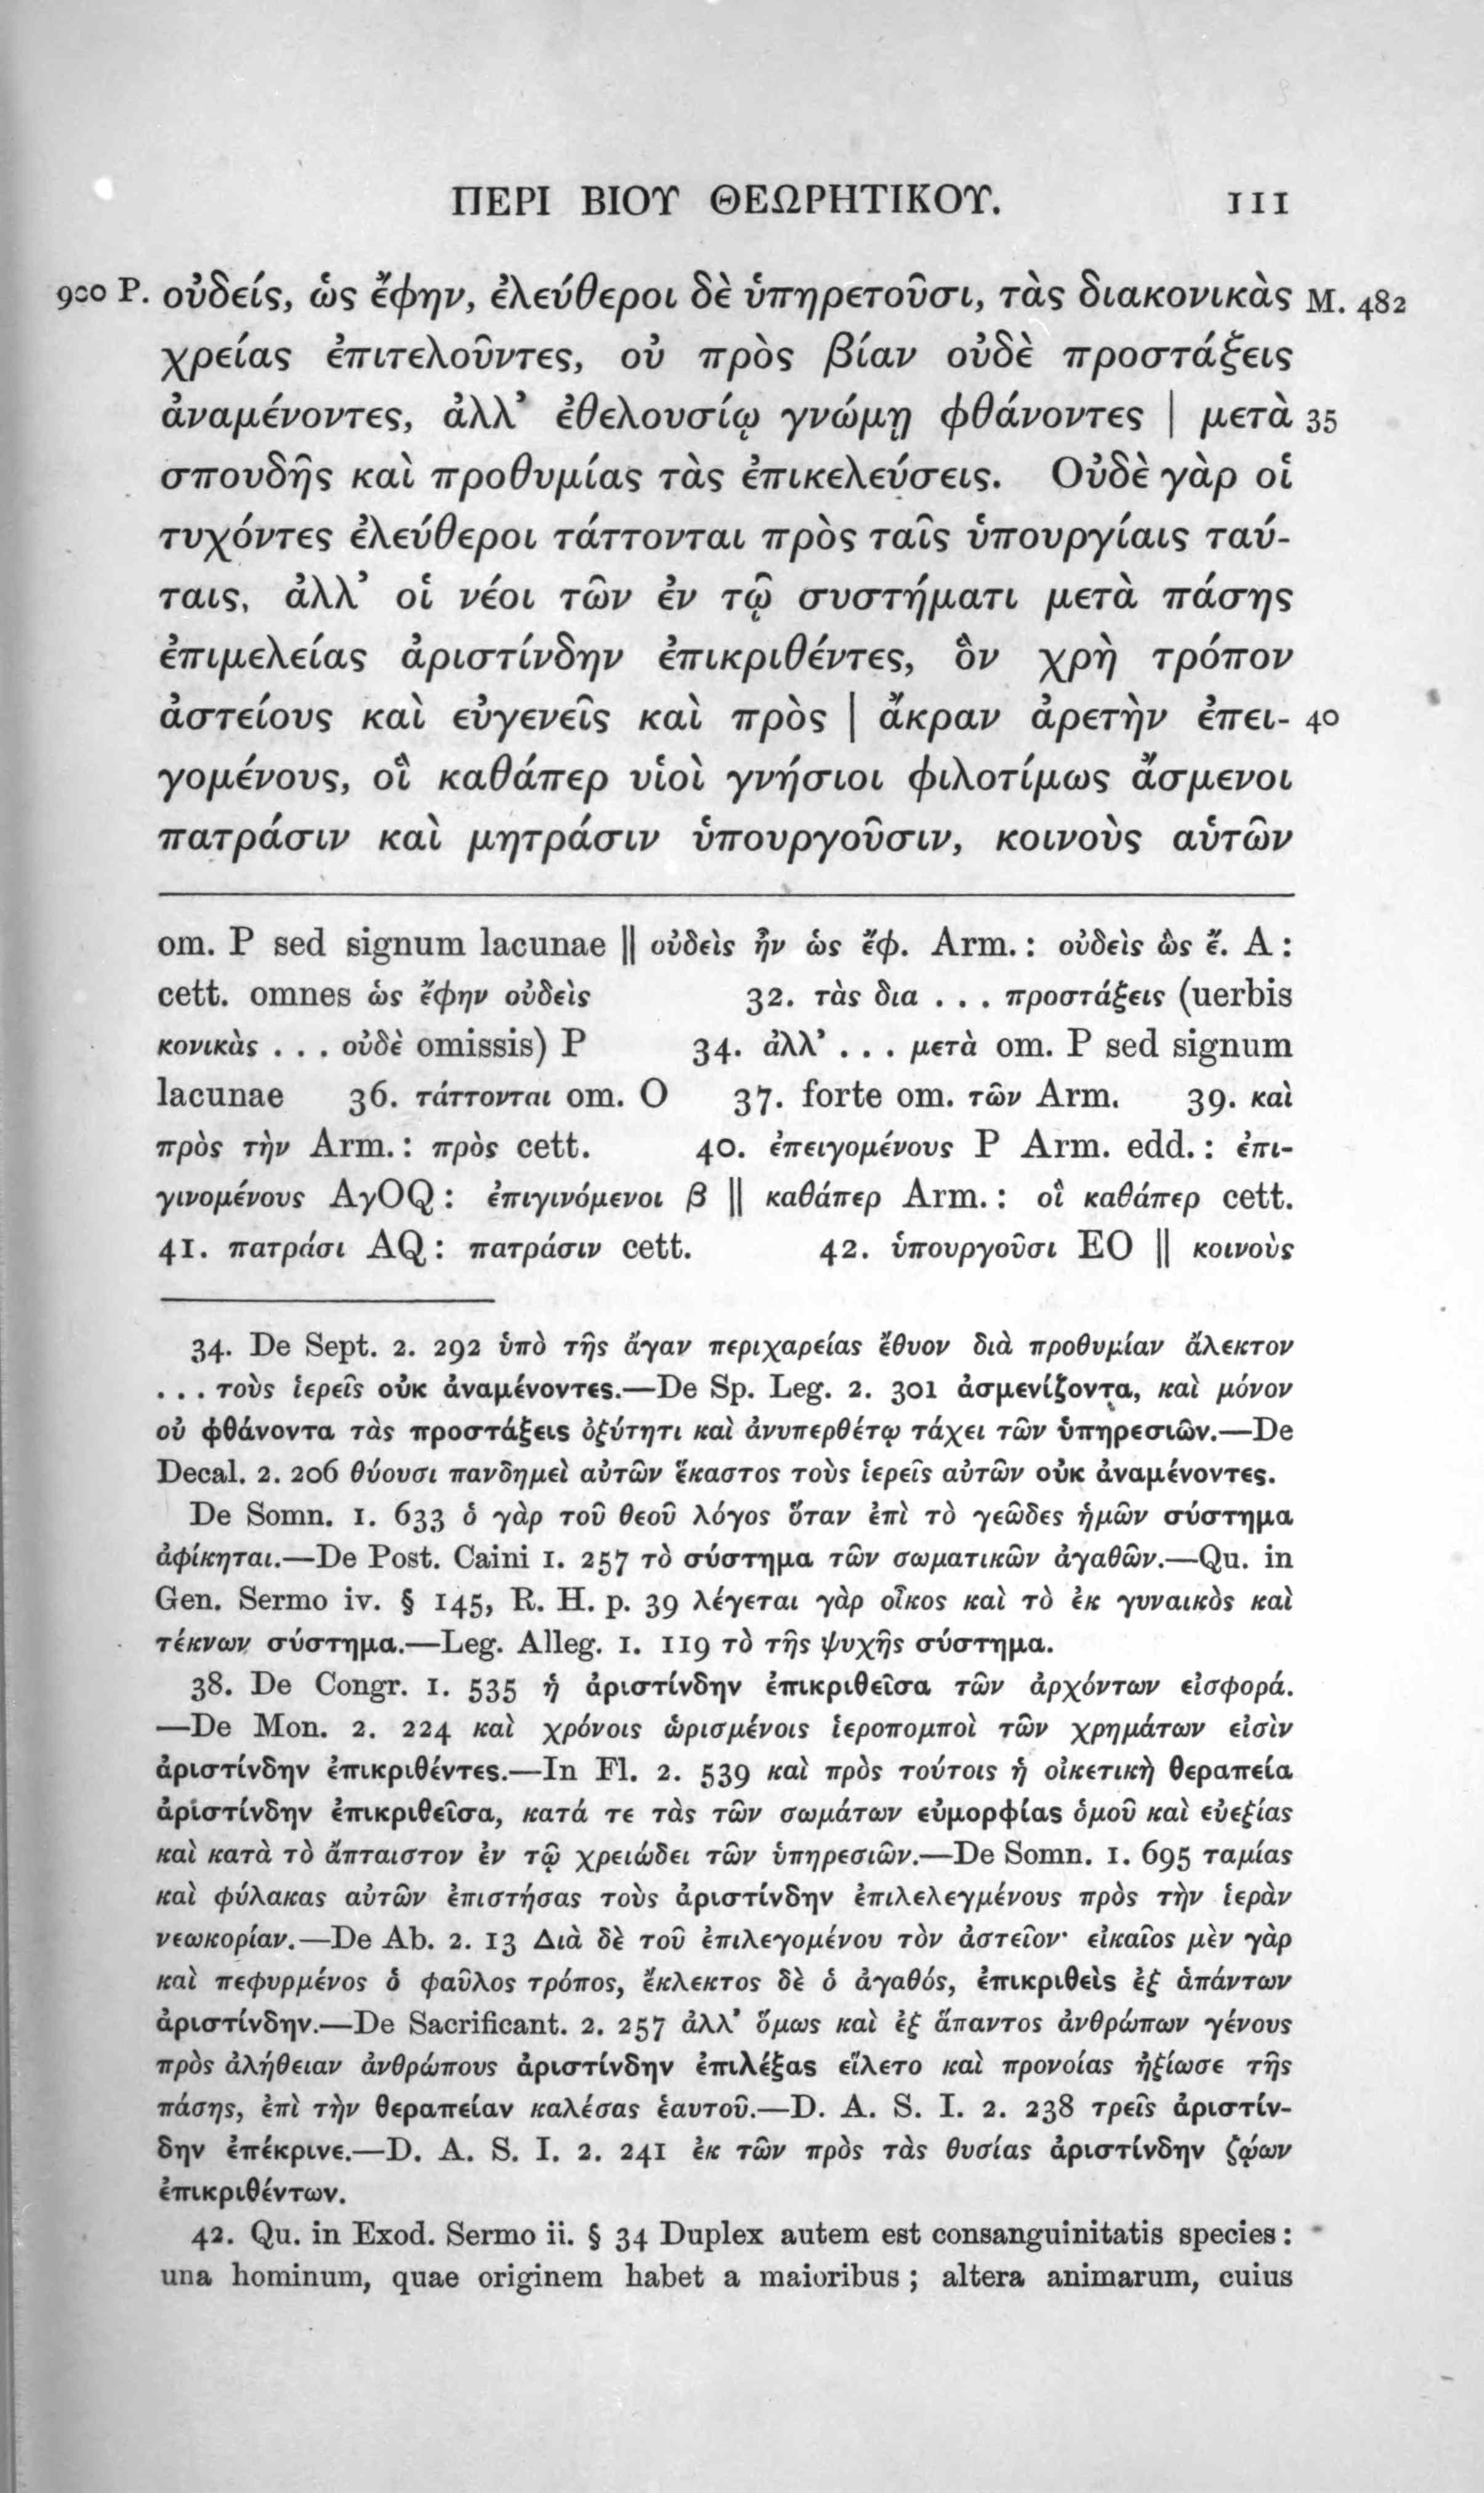 ΠΕΡΙ ΒΙΟΥ ΘΕΩΡΗΤΙΚΟΥ. 111
900 P. οὐδείς, ὡς ἔφην, ἐλεύθεροι δὲ ὑπηρετοῦσι, τὰς διακονικὰς M. 482
χρείας ἐπιτελοῦντες, οὐ πρὸς βίαν οὐδὲ προστάξεις
ἀναμένοντες, ἀλλ’ ἐθελουσίῳ γνώμῃ φθάνοντες | μετὰ 35
σπουδῆς καὶ προθυμίας τὰς ἐπικελεύσεις. Οὐδὲ γὰρ οἱ
τυχόντες ἐλεύθεροι τάττονται πρὸς ταῖς ὑπουργίαις ταύ-
ταις, ἀλλ’ οἱ νέοι τῶν ἐν τῷ συστήματι μετὰ πάσης
ἐπιμελείας ἀριστίνδην ἐπικριθέντες, ὃν χρὴ τρόπον
ἀστείους καὶ εὐγενεῖς καὶ πρὸς | ἄκραν ἀρετὴν ἐπει- 40
γομένους, οἳ καθάπερ υἱοὶ γνήσιοι φιλοτίμως ἄσμενοι
πατράσιν καὶ μητράσιν ὑπουργοῦσιν, κοινοὺς αὑτῶν
om. P sed signum lacunae || οὐδεὶς ἦν ὡς ἔφ. Arm. : οὐδεὶς ὢς ἔ. A :
cett. omnes ὡς ἔφην οὐδεὶς 32. τὰς δια . . . προστάξεις (uerbis
κονικὰς . . . οὐδὲ omissis) P 34. ἀλλ’ . . . μετὰ om. P sed signum
lacunae 36. τάττονται om. O 37. forte om. τῶν Arm. 39. καὶ
πρὸς τὴν Arm. : πρὸς cett. 40. ἐπειγομένους P Arm. edd. : ἐπι-
γινομένους AγOQ : ἐπιγινόμενοι β || καθάπερ Arm. : οἳ καθάπερ cett.
41. πατράσι AQ : πατράσιν cett. 42. ὑπουργοῦσι EO || κοινοὺς
34. De Sept. 2. 292 ὑπὸ τῆς ἄγαν περιχαρείας ἔθυον διὰ προθυμίαν ἄλεκτον
. . . τοὺς ἱερεῖς οὐκ ἀναμένοντες.—De Sp. Leg. 2. 301 ἀσμενίζοντα, καὶ μόνον
οὐ φθάνοντα τὰς προστάξεις ὀξύτητι καὶ ἀνυπερθέτῳ τάχει τῶν ὑπηρεσιῶν.—De
Decal. 2. 206 θύουσι πανδημεὶ αὐτῶν ἕκαστος τοὺς ἱερεῖς αὐτῶν οὐκ ἀναμένοντες.
De Somn. 1. 633 ὁ γὰρ τοῦ θεοῦ λόγος ὅταν ἐπὶ τὸ γεῶδες ἡμῶν σύστημα
ἀφίκηται.—De Post. Caini 1. 257 τὸ σύστημα τῶν σωματικῶν ἀγαθῶν.—Qu. in
Gen. Sermo iv. § 145, R. H. p. 39 λέγεται γὰρ οἶκος καὶ τὸ ἐκ γυναικὸς καὶ
τέκνων σύστημα.—Leg. Alleg. 1. 119 τὸ τῆς ψυχῆς σύστημα.
38. De Congr. 1. 535 ἡ ἀριστίνδην ἐπικριθεῖσα τῶν ἀρχόντων εἰσφορά.
—De Mon. 2. 224 καὶ χρόνοις ὡρισμένοις ἱεροπομποὶ τῶν χρημάτων εἰσὶν
ἀριστίνδην ἐπικριθέντες.—In Fl. 2. 539 καὶ πρὸς τούτοις ἡ οἰκετικὴ θεραπεία
ἀριστίνδην ἐπικριθεῖσα, κατά τε τὰς τῶν σωμάτων εὐμορφίας ὁμοῦ καὶ εὐεξίας
καὶ κατὰ τὸ ἄπταιστον ἐν τῷ χρειώδει τῶν ὑπηρεσιῶν.—De Somn. 1. 695 ταμίας
καὶ φύλακας αὐτῶν ἐπιστήσας τοὺς ἀριστίνδην ἐπιλελεγμένους πρὸς τὴν ἱερὰν
νεωκορίαν.—De Ab. 2. 13 Διὰ δὲ τοῦ ἐπιλεγομένου τὸν ἀστεῖον· εἰκαῖος μὲν γὰρ
καὶ πεφυρμένος ὁ φαῦλος τρόπος, ἔκλεκτος δὲ ὁ ἀγαθός, ἐπικριθεὶς ἐξ ἁπάντων
ἀριστίνδην.—De Sacrificant. 2. 257 ἀλλ’ ὅμως καὶ ἐξ ἅπαντος ἀνθρώπων γένους
πρὸς ἀλήθειαν ἀνθρώπους ἀριστίνδην ἐπιλέξας εἵλετο καὶ προνοίας ἠξίωσε τῆς
πάσης, ἐπὶ τὴν θεραπείαν καλέσας ἑαυτοῦ.—D. A. S. I. 2. 238 τρεῖς ἀριστίν-
δην ἐπέκρινε.—D. A. S. I. 2. 241 ἐκ τῶν πρὸς τὰς θυσίας ἀριστίνδην ζῴων
ἐπικριθέντων.
42. Qu. in Exod. Sermo ii. § 34 Duplex autem est consanguinitatis species :
una hominum, quae originem habet a maioribus ; altera animarum, cuius